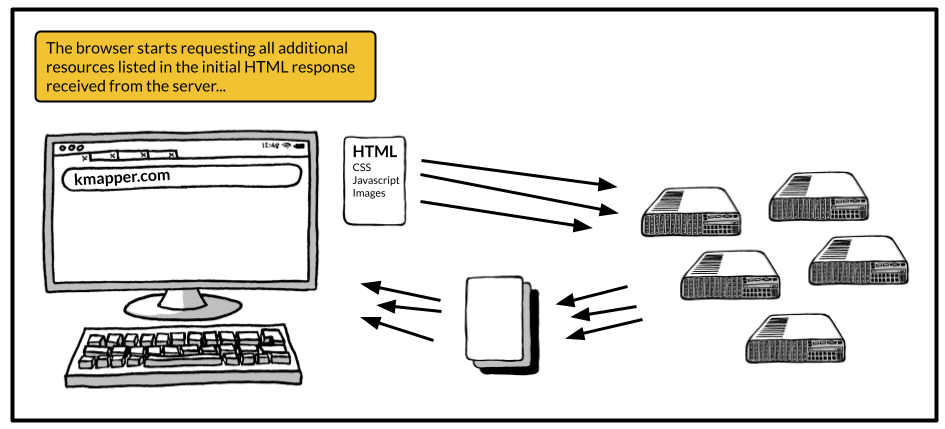 The browser starts requesting all additional
resources listed in the initial HTML response
received from the server...
12:48
x x x x
kmapper.com
HTML
CSS
Javascript
Images